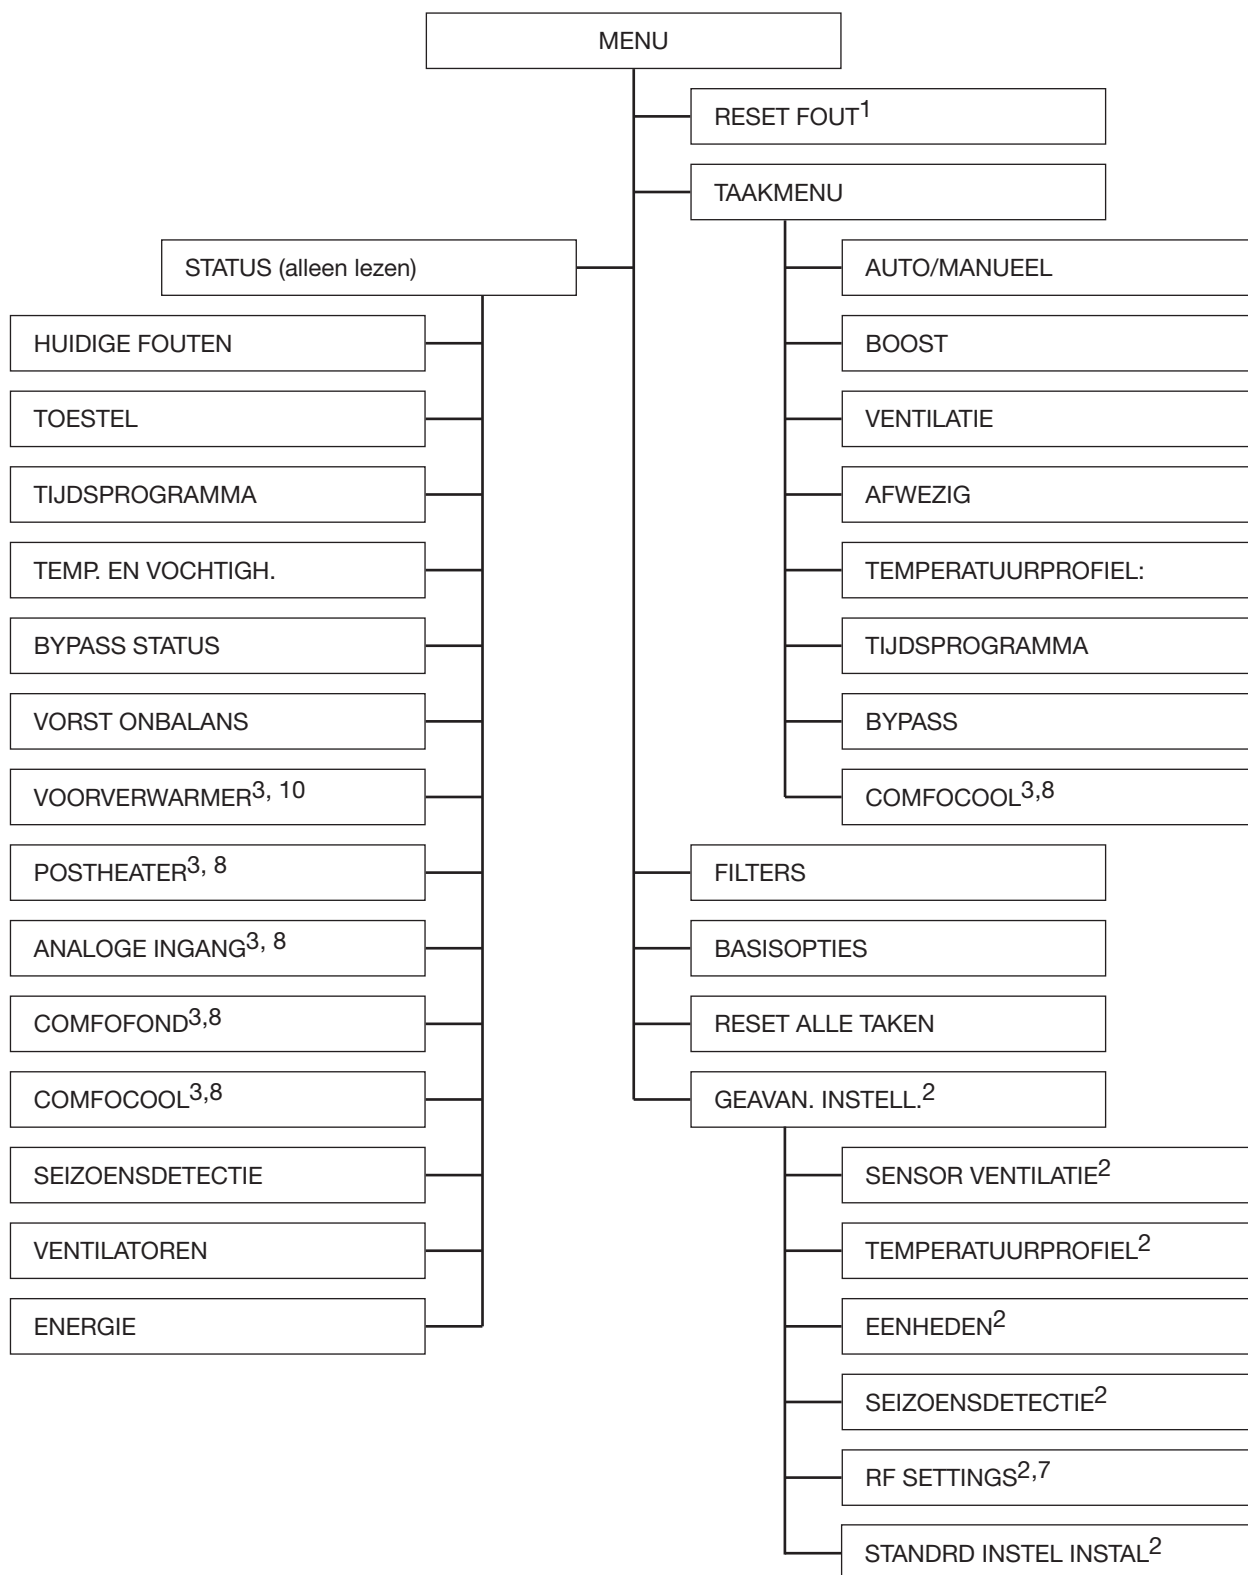 MENU
RESET FOUT1
TAAKMENU
STATUS (alleen lezen)
AUTO/MANUEEL
HUIDIGE FOUTEN
BOOST
TOESTEL
VENTILATIE
TIJDSPROGRAMMA
AFWEZIG
TEMP. EN VOCHTIGH.
TEMPERATUURPROFIEL:
BYPASS STATUS
TIJDSPROGRAMMA
VORST ONBALANS
BYPASS
VOORVERWARMER3, 10
COMFOCOOL3,8
POSTHEATER3, 8
FILTERS
ANALOGE INGANG3, 8
BASISOPTIES
COMFOFOND3,8
RESET ALLE TAKEN
COMFOCOOL3,8
GEAVAN. INSTELL.2
SEIZOENSDETECTIE
SENSOR VENTILATIE2
VENTILATOREN
TEMPERATUURPROFIEL2
ENERGIE
EENHEDEN2
SEIZOENSDETECTIE2
RF SETTINGS2,7
STANDRD INSTEL INSTAL2